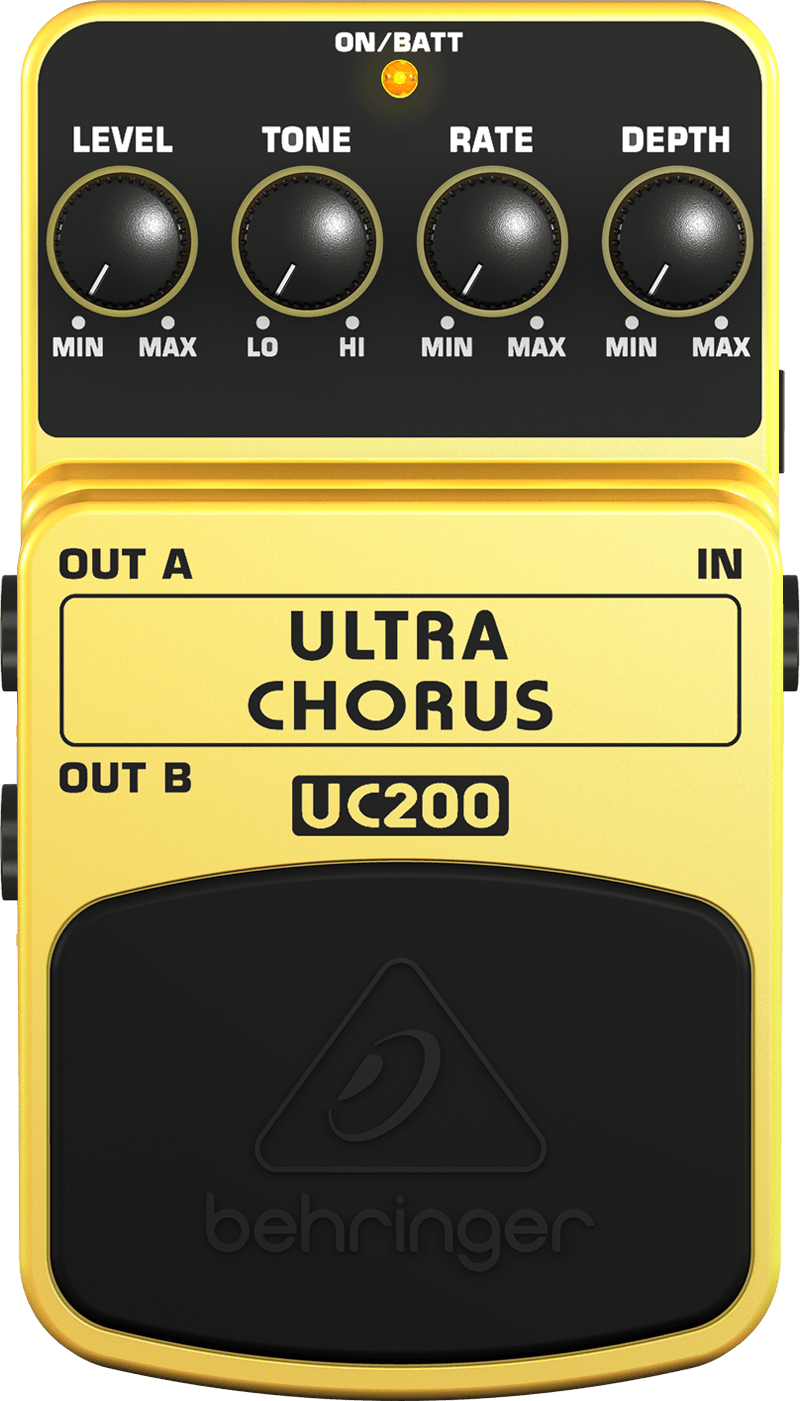 ON/BATT
LEVEL TONE RATE DEPTH
MIN MAX LO HI MIN MAX MIN MAX
OUT A IN
ULTRA
CHORUS
OUT B
UC200
behringer